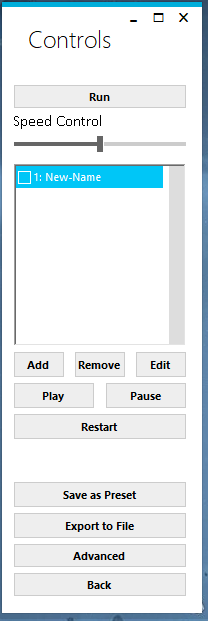 Controls
Run
Speed Control
1: New-Name
Add Remove Edit
Play Pause
Restart
Save as Preset
Export to File
Advanced
Back